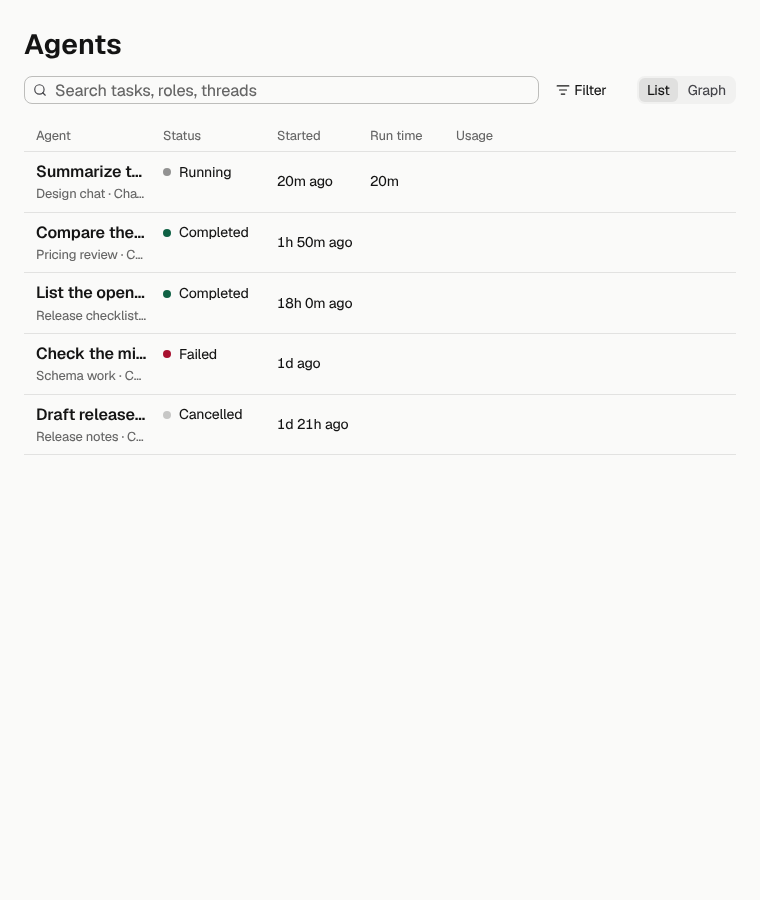 Agents
Search tasks, roles, threads
Filter
List Graph
Agent Status Started Run time Usage
Summarize t... Running 20m ago 20m
Design chat · Cha...
Compare the... Completed 1h 50m ago
Pricing review · C...
List the open... Completed 18h 0m ago
Release checklist...
Check the mi... Failed 1d ago
Schema work · C...
Draft release... Cancelled 1d 21h ago
Release notes · C...